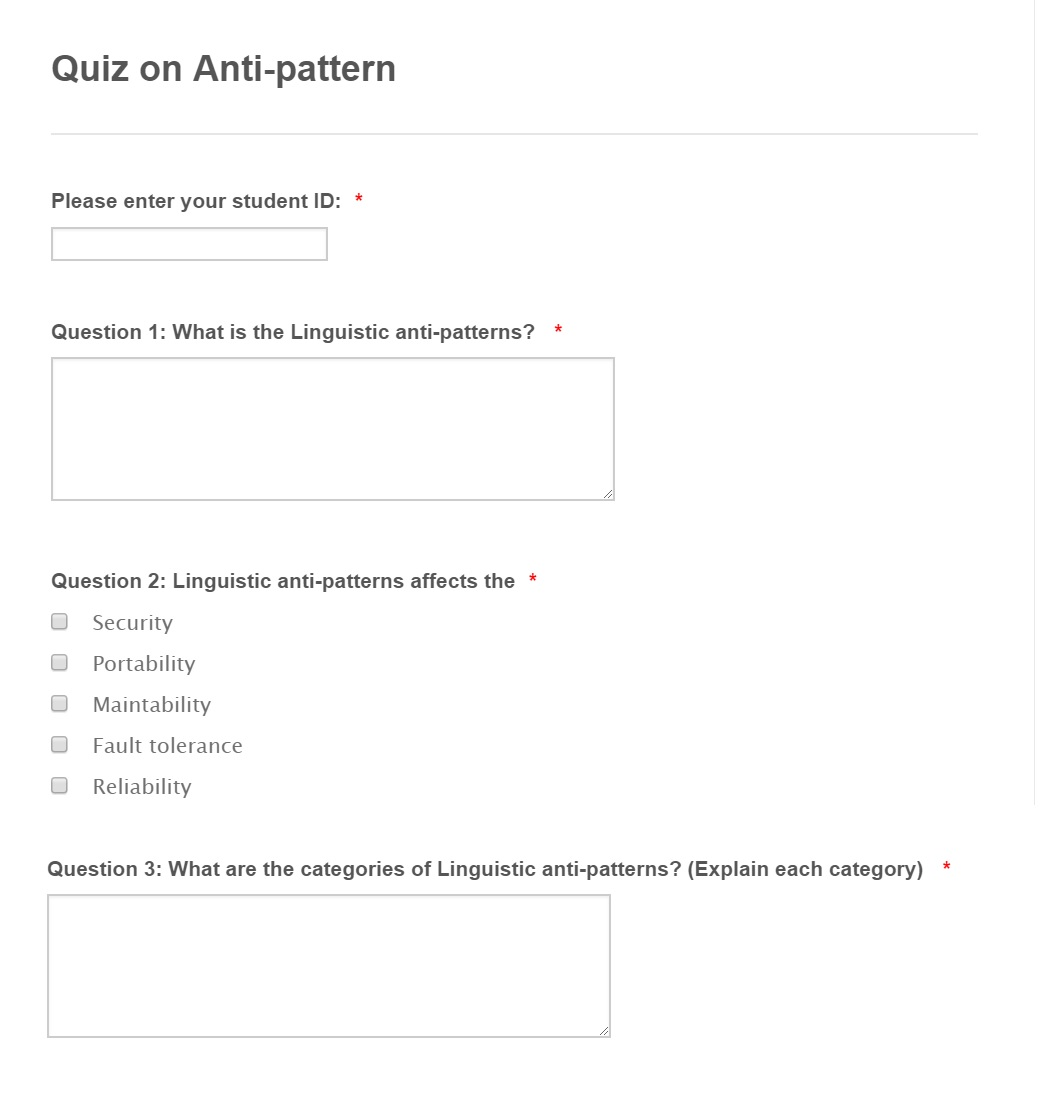 Quiz on Anti-pattern
Please enter your student ID: *
Question 1: What is the Linguistic anti-patterns? *
Question 2: Linguistic anti-patterns affects the *
Security
Portability
Maintability
Fault tolerance
Reliability
Question 3: What are the categories of Linguistic anti-patterns? (Explain each category) *